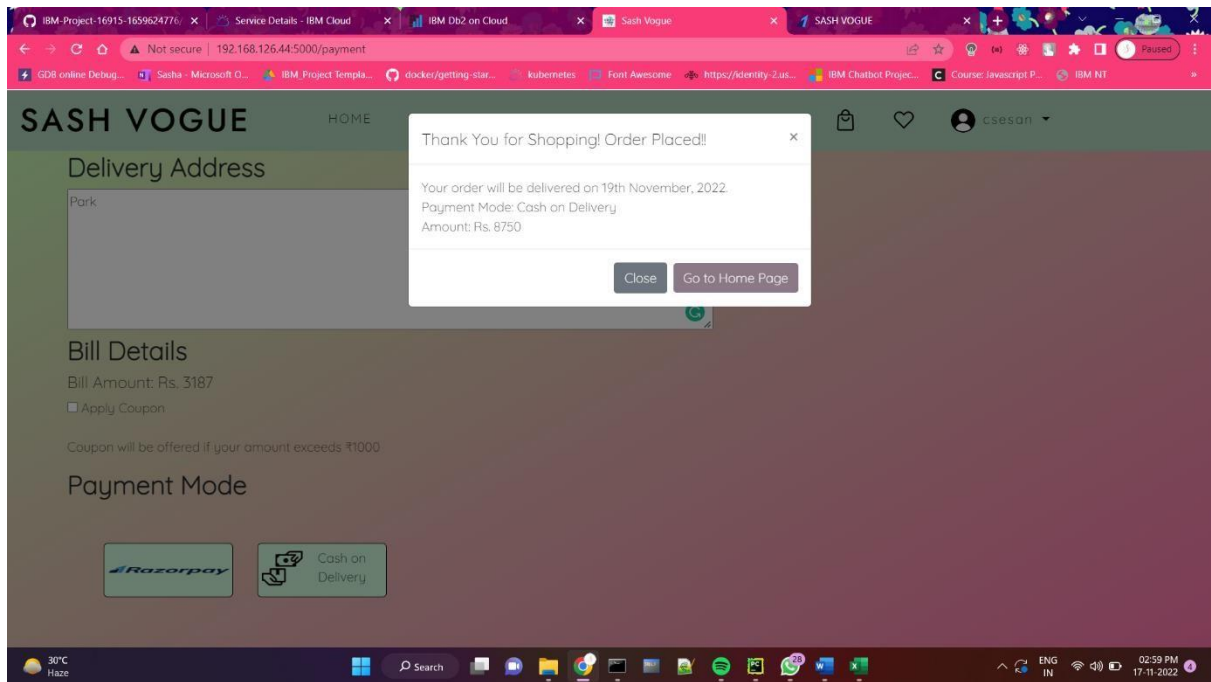 IBM-Project-16915-1659624776/
Service Details - IBM Cloud
IBM Db2 on Cloud
Sash Vogue
SASH VOGUE
Not secure | 192.168.126.44:5000/payment
Paused
GDB online Debug...
Sasha - Microsoft O...
IBM_Project Templa...
docker/getting-star...
kubernetes
Font Awesome
https://identity-2.us...
IBM Chatbot Projec...
Course: Javascript P...
IBM NT
SASH VOGUE
HOME
csesan
Thank You for Shopping! Order Placed!!
Your order will be delivered on 19th November, 2022.
Payment Mode: Cash on Delivery
Amount: Rs. 8750
Close
Go to Home Page
Delivery Address
Park
Bill Details
Bill Amount: Rs. 3187
Apply Coupon
Coupon will be offered if your amount exceeds ₹1000
Payment Mode
Razorpay
Cash on
Delivery
30°C
Haze
Search
28
ENG
IN
02:59 PM
17-11-2022
4